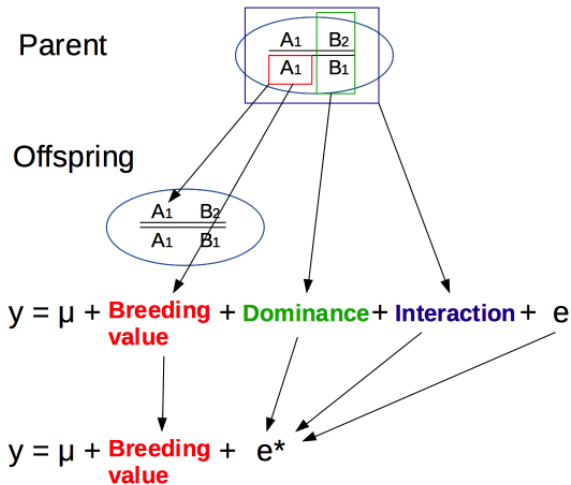 Parent
A1 B2
A1 B1
Offspring
A1 B2
A1 B1
y = μ + Breeding value + Dominance + Interaction + e
y = μ + Breeding value + e*